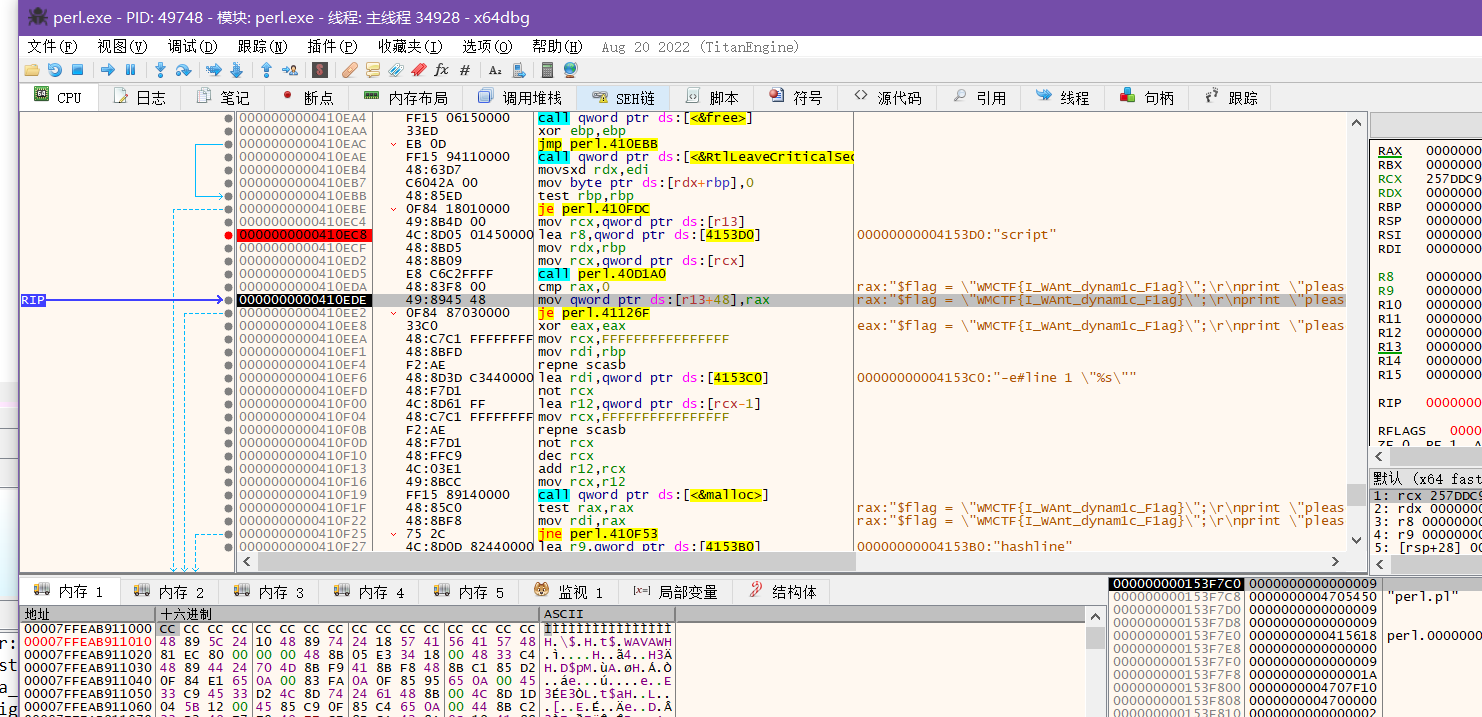 perl.exe - PID: 49748 - 模块: perl.exe - 线程: 主线程 34928 - x64dbg
文件(F) 视图(V) 调试(D) 跟踪(N) 插件(P) 收藏夹(I) 选项(O) 帮助(H) Aug 20 2022 (TitanEngine)
CPU 日志 笔记 断点 内存布局 调用堆栈 SEH链 脚本 符号 源代码 引用 线程 句柄 跟踪
0000000000410EA4 FF15 06150000 call qword ptr ds:[<&free>]
0000000000410EAA 33ED xor ebp,ebp
0000000000410EAC EB 0D jmp perl.410EBB
0000000000410EAE FF15 94110000 call qword ptr ds:[<&RtlLeaveCriticalSec
0000000000410EB4 48:63D7 movsxd rdx,edi
0000000000410EB7 C6042A 00 mov byte ptr ds:[rdx+rbp],0
0000000000410EBB 48:85ED test rbp,rbp
0000000000410EBE 0F84 18010000 je perl.410FDC
0000000000410EC4 49:8B4D 00 mov rcx,qword ptr ds:[r13]
0000000000410EC8 4C:8D05 01450000 lea r8,qword ptr ds:[4153D0] 00000000004153D0:"script"
0000000000410ECF 48:8BD5 mov rdx,rbp
0000000000410ED2 48:8B09 mov rcx,qword ptr ds:[rcx]
0000000000410ED5 E8 C6C2FFFF call perl.40D1A0
0000000000410EDA 48:83F8 00 cmp rax,0 rax:"$flag = \"WMCTF{I_WAnt_dynam1c_F1ag}\";\r\nprint \"pleas
RIP 0000000000410EDE 49:8945 48 mov qword ptr ds:[r13+48],rax rax:"$flag = \"WMCTF{I_WAnt_dynam1c_F1ag}\";\r\nprint \"pleas
0000000000410EE2 0F84 87030000 je perl.41126F
0000000000410EE8 33C0 xor eax,eax eax:"$flag = \"WMCTF{I_WAnt_dynam1c_F1ag}\";\r\nprint \"pleas
0000000000410EEA 48:C7C1 FFFFFFFF mov rcx,FFFFFFFFFFFFFFFF
0000000000410EF1 48:8BFD mov rdi,rbp
0000000000410EF4 F2:AE repne scasb
0000000000410EF6 48:8D3D C3440000 lea rdi,qword ptr ds:[4153C0] 00000000004153C0:"-e#line 1 \"%s\""
0000000000410EFD 48:F7D1 not rcx
0000000000410F00 4C:8D61 FF lea r12,qword ptr ds:[rcx-1]
0000000000410F04 48:C7C1 FFFFFFFF mov rcx,FFFFFFFFFFFFFFFF
0000000000410F0B F2:AE repne scasb
0000000000410F0D 48:F7D1 not rcx
0000000000410F10 48:FFC9 dec rcx
0000000000410F13 4C:03E1 add r12,rcx
0000000000410F16 49:8BCC mov rcx,r12
0000000000410F19 FF15 89140000 call qword ptr ds:[<&malloc>]
0000000000410F1F 48:85C0 test rax,rax rax:"$flag = \"WMCTF{I_WAnt_dynam1c_F1ag}\";\r\nprint \"pleas
0000000000410F22 48:8BF8 mov rdi,rax rax:"$flag = \"WMCTF{I_WAnt_dynam1c_F1ag}\";\r\nprint \"pleas
0000000000410F25 75 2C jne perl.410F53
0000000000410F27 4C:8D0D 82440000 lea r9,qword ptr ds:[4153B0] 00000000004153B0:"hashline"
RAX 0000000
RBX 0000000
RCX 257DDC9
RDX 0000000
RBP 0000000
RSP 0000000
RSI 0000000
RDI 0000000
R8 0000000
R9 0000000
R10 0000000
R11 0000000
R12 0000000
R13 0000000
R14 0000000
R15 0000000
RIP 0000000
RFLAGS 0000
默认 (x64 fast
1: rcx 257DDC9
2: rdx 0000000
3: r8 0000000
4: r9 0000000
5: [rsp+28] 00
内存 1 内存 2 内存 3 内存 4 内存 5 监视 1 局部变量 结构体
地址 十六进制 ASCII
00007FFEAB911000 CC CC CC CC CC CC CC CC CC CC CC CC CC CC CC CC ÌÌÌÌÌÌÌÌÌÌÌÌÌÌÌÌ
00007FFEAB911010 48 89 5C 24 10 48 89 74 24 18 57 41 56 41 57 48 H.\$.H.t$.WAVAWH
00007FFEAB911020 81 EC 80 00 00 00 48 8B 05 E3 34 18 00 48 33 C4 .ì....H..ã4..H3Ä
00007FFEAB911030 48 89 44 24 70 4D 8B F9 41 8B F8 48 8B C1 85 D2 H.D$pM.ùA.øH.Á.Ò
00007FFEAB911040 0F 84 E1 65 0A 00 83 FA 0A 0F 85 95 65 0A 00 45 ..áe...ú....e..E
00007FFEAB911050 33 C9 45 33 D2 4C 8D 74 24 61 48 8B 00 4C 8D 1D 3ÉE3ÒL.t$aH..L..
00007FFEAB911060 04 5B 12 00 45 85 C9 0F 85 C4 65 0A 00 44 8B C2 .[..E.É..Äe..D.Â
000000000153F7C0 0000000000000009
000000000153F7C8 0000000004705450 "perl.pl"
000000000153F7D0 0000000000000009
000000000153F7D8 0000000000000009
000000000153F7E0 0000000000415618 perl.0000000
000000000153F7E8 0000000000000000
000000000153F7F0 0000000000000009
000000000153F7F8 000000000000001A
000000000153F800 0000000004707F10
000000000153F808 0000000004700000
000000000153F810 0000000000000002